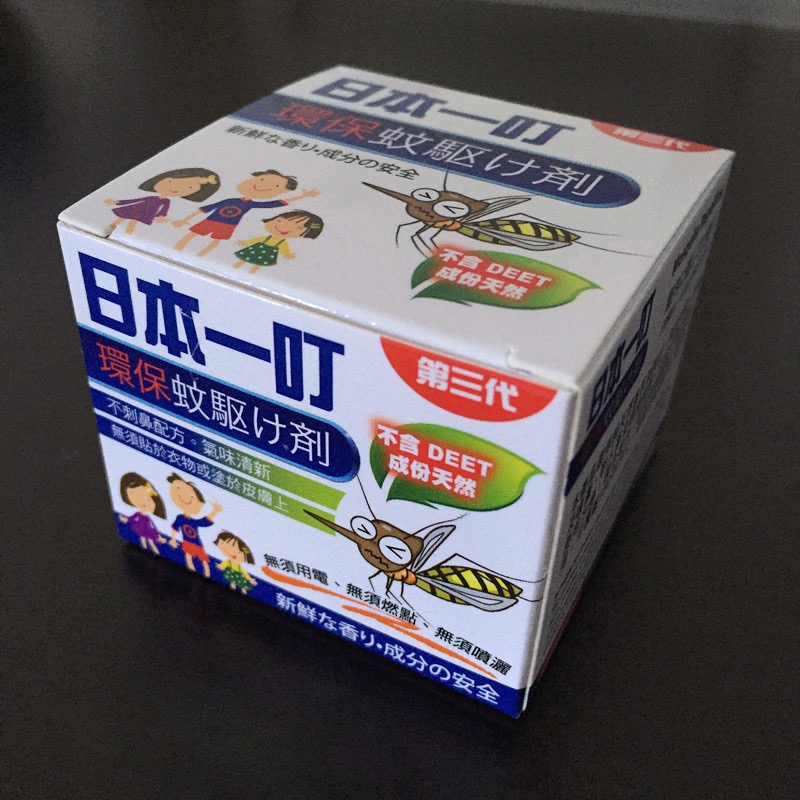 日本一叮
第三代
環保蚊駆け剤
新鮮な香り・成分の安全
不含 DEET
成份天然
日本一叮
第三代
環保蚊駆け剤
不刺鼻配方。氣味清新
無須貼於衣物或塗於皮膚上
不含 DEET
成份天然
無須用電、無須燃點、無須噴灑
新鮮な香り・成分の安全
日本一叮